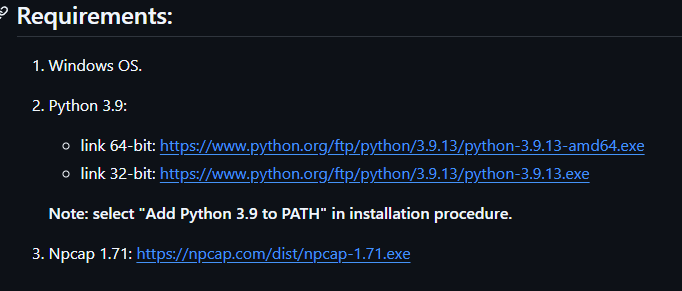 Requirements:
1. Windows OS.
2. Python 3.9:
link 64-bit: https://www.python.org/ftp/python/3.9.13/python-3.9.13-amd64.exe
link 32-bit: https://www.python.org/ftp/python/3.9.13/python-3.9.13.exe
Note: select "Add Python 3.9 to PATH" in installation procedure.
3. Npcap 1.71: https://npcap.com/dist/npcap-1.71.exe